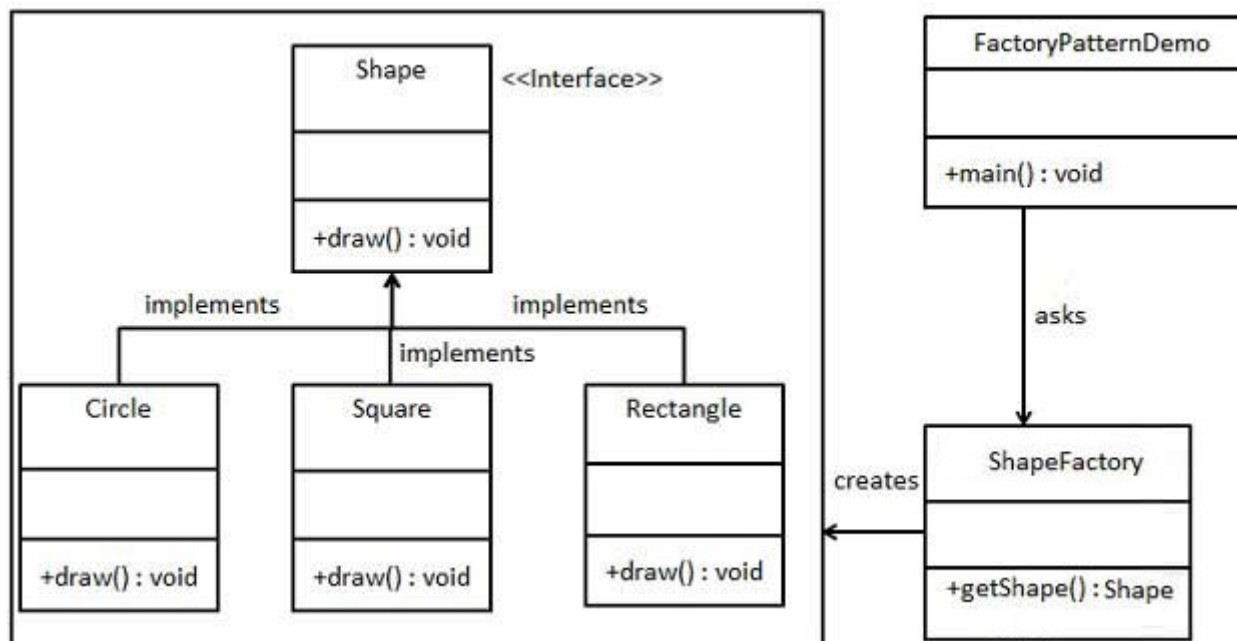 Shape
<<Interface>>
+draw() : void
implements
implements
implements
Circle
+draw() : void
Square
+draw() : void
Rectangle
+draw() : void
FactoryPatternDemo
+main() : void
asks
creates
ShapeFactory
+getShape() : Shape